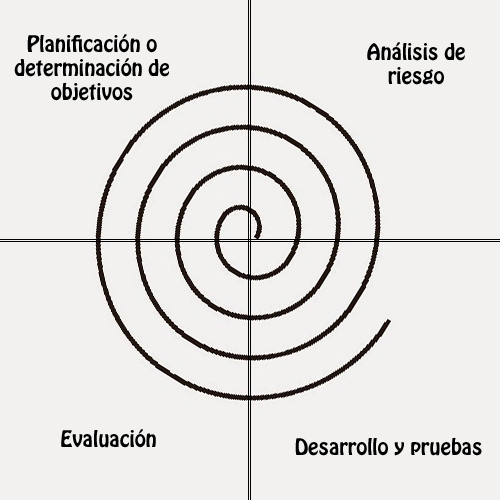 Planificación o
determinación de
objetivos
Análisis de
riesgo
Evaluación
Desarrollo y pruebas